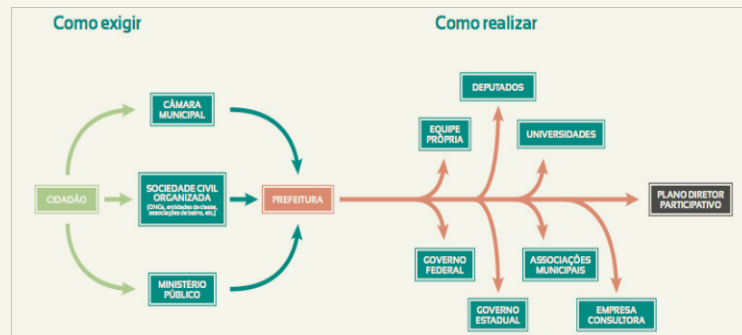 Como exigir
Como realizar
CÂMARA
MUNICIPAL
CIDADÃO
SOCIEDADE CIVIL
ORGANIZADA
(ONGs, entidades de classe,
associações de bairro, etc.)
MINISTÉRIO
PÚBLICO
PREFEITURA
DEPUTADOS
EQUIPE
PRÓPRIA
UNIVERSIDADES
PLANO DIRETOR
PARTICIPATIVO
GOVERNO
FEDERAL
ASSOCIAÇÕES
MUNICIPAIS
GOVERNO
ESTADUAL
EMPRESA
CONSULTORA